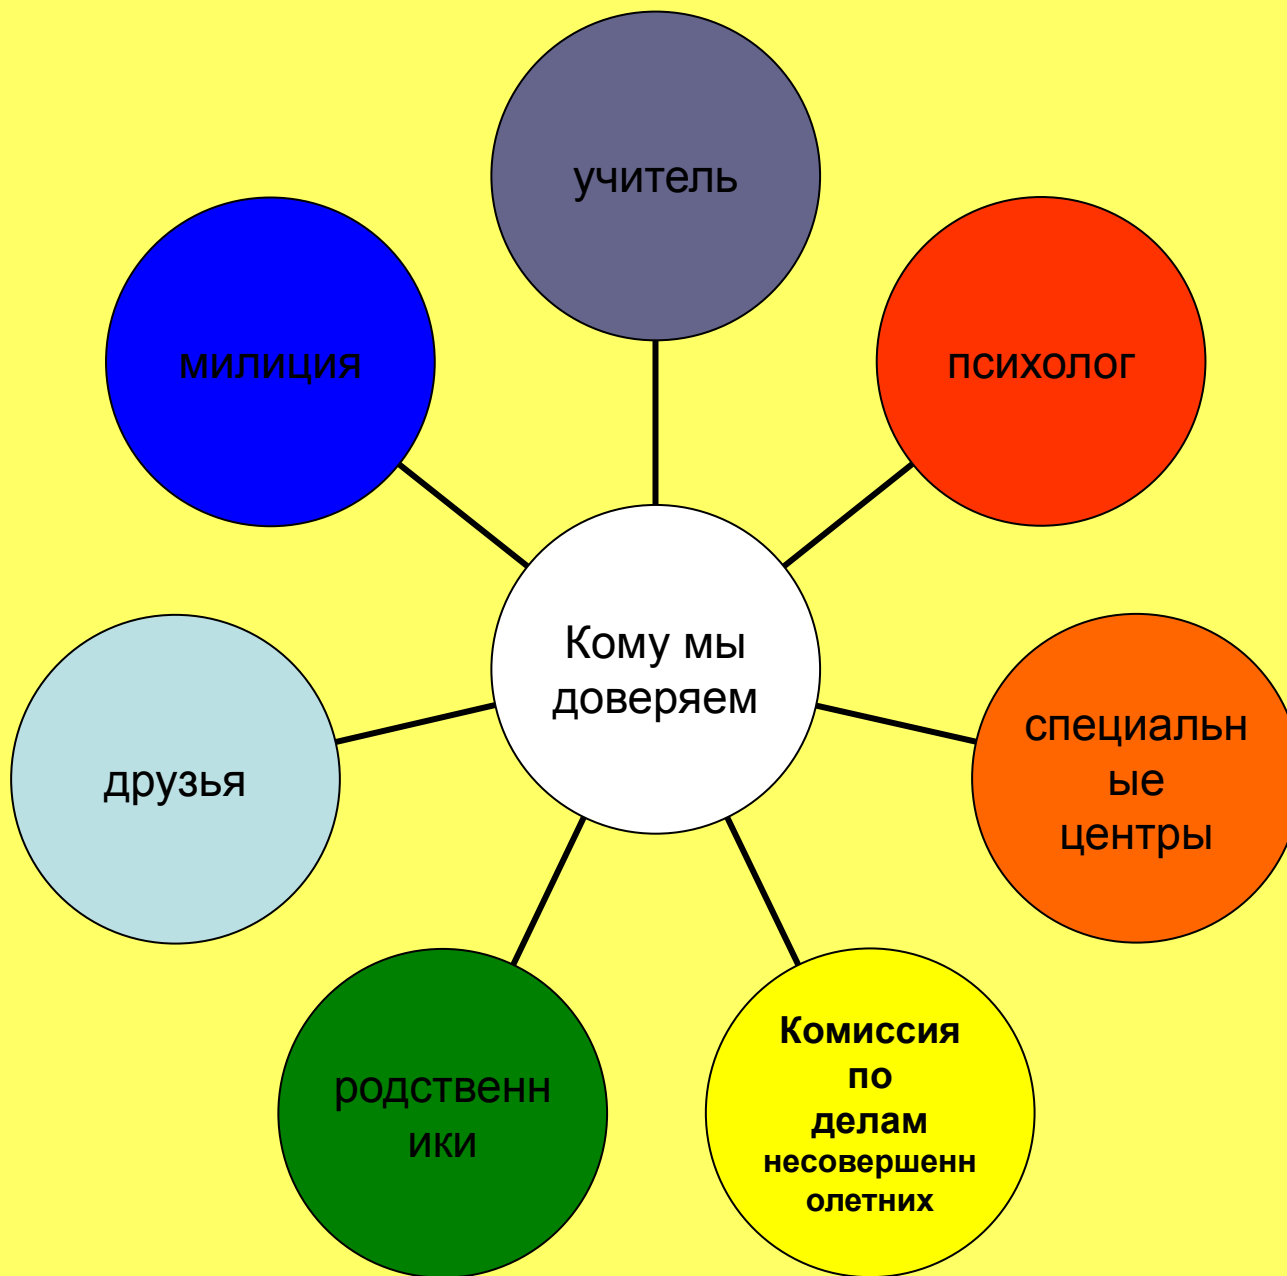 учитель
милиция
психолог
Кому мы
доверяем
специальн
ые
центры
друзья
родственн
ики
Комиссия
по
делам
несовершенн
олетних